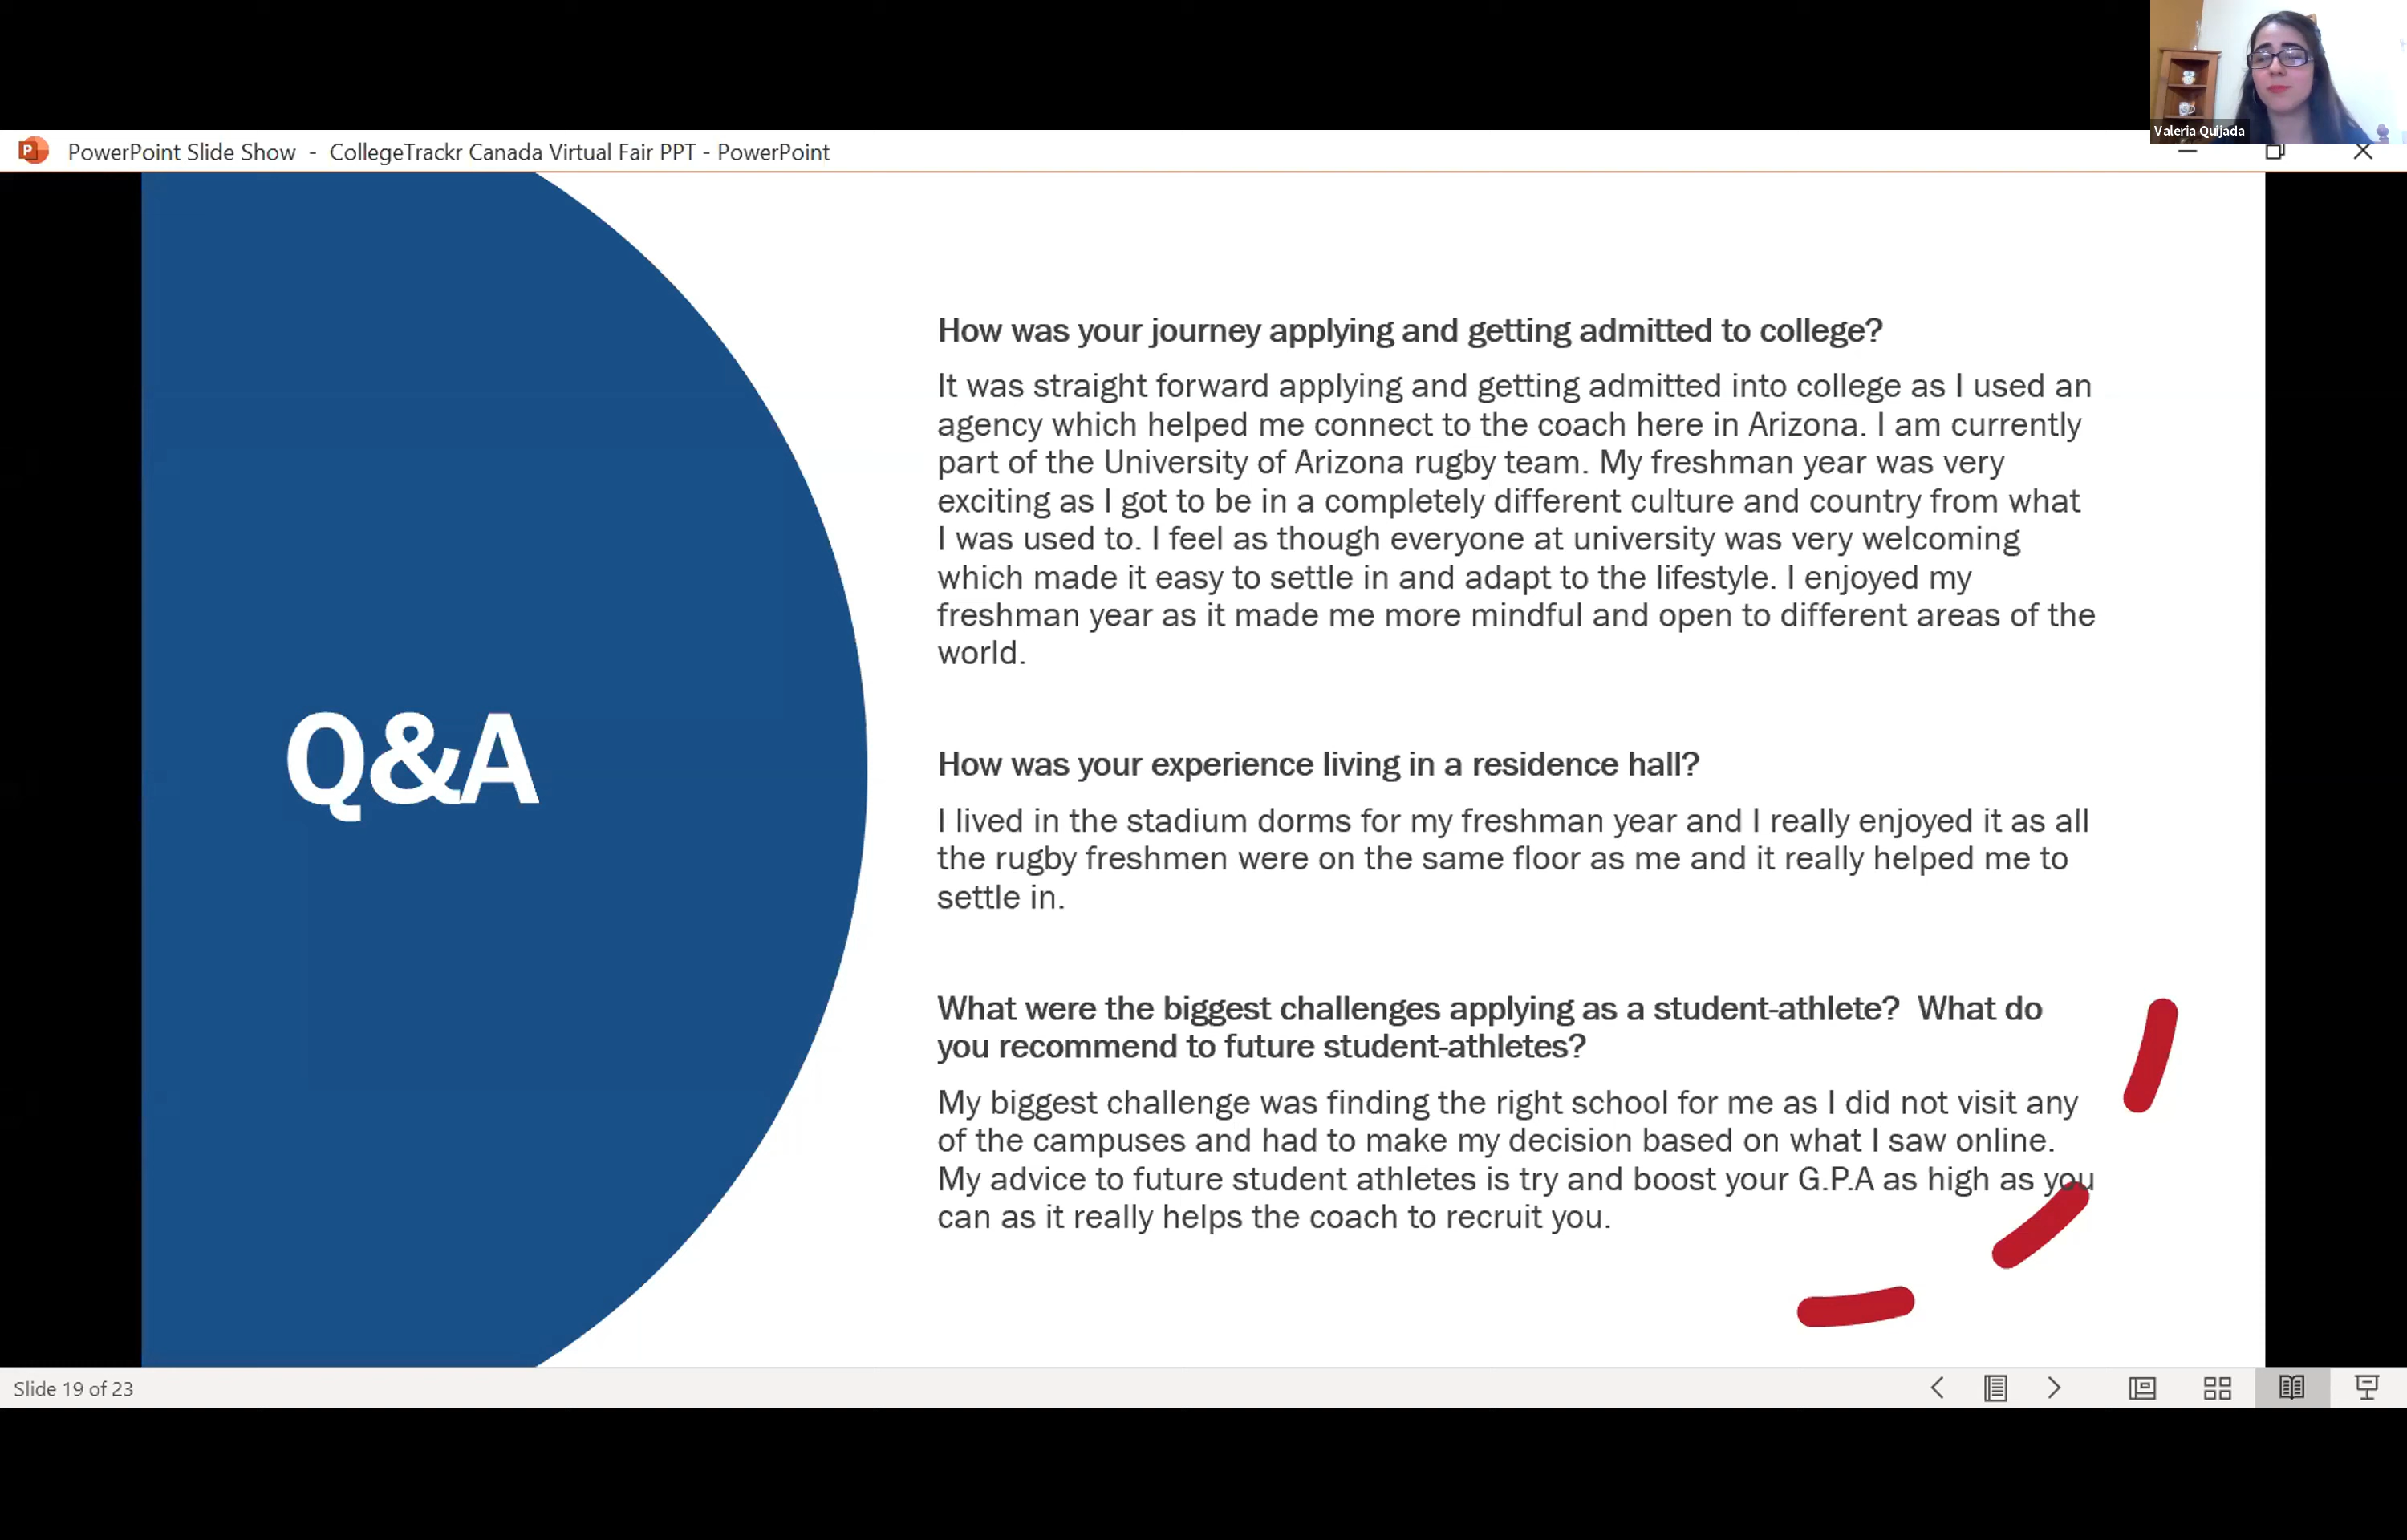 Valeria Quijada
PowerPoint Slide Show - CollegeTrackr Canada Virtual Fair PPT - PowerPoint
Q&A
How was your journey applying and getting admitted to college?
It was straight forward applying and getting admitted into college as I used an
agency which helped me connect to the coach here in Arizona. I am currently
part of the University of Arizona rugby team. My freshman year was very
exciting as I got to be in a completely different culture and country from what
I was used to. I feel as though everyone at university was very welcoming
which made it easy to settle in and adapt to the lifestyle. I enjoyed my
freshman year as it made me more mindful and open to different areas of the
world.
How was your experience living in a residence hall?
I lived in the stadium dorms for my freshman year and I really enjoyed it as all
the rugby freshmen were on the same floor as me and it really helped me to
settle in.
What were the biggest challenges applying as a student-athlete?  What do
you recommend to future student-athletes?
My biggest challenge was finding the right school for me as I did not visit any
of the campuses and had to make my decision based on what I saw online.
My advice to future student athletes is try and boost your G.P.A as high as you
can as it really helps the coach to recruit you.
Slide 19 of 23